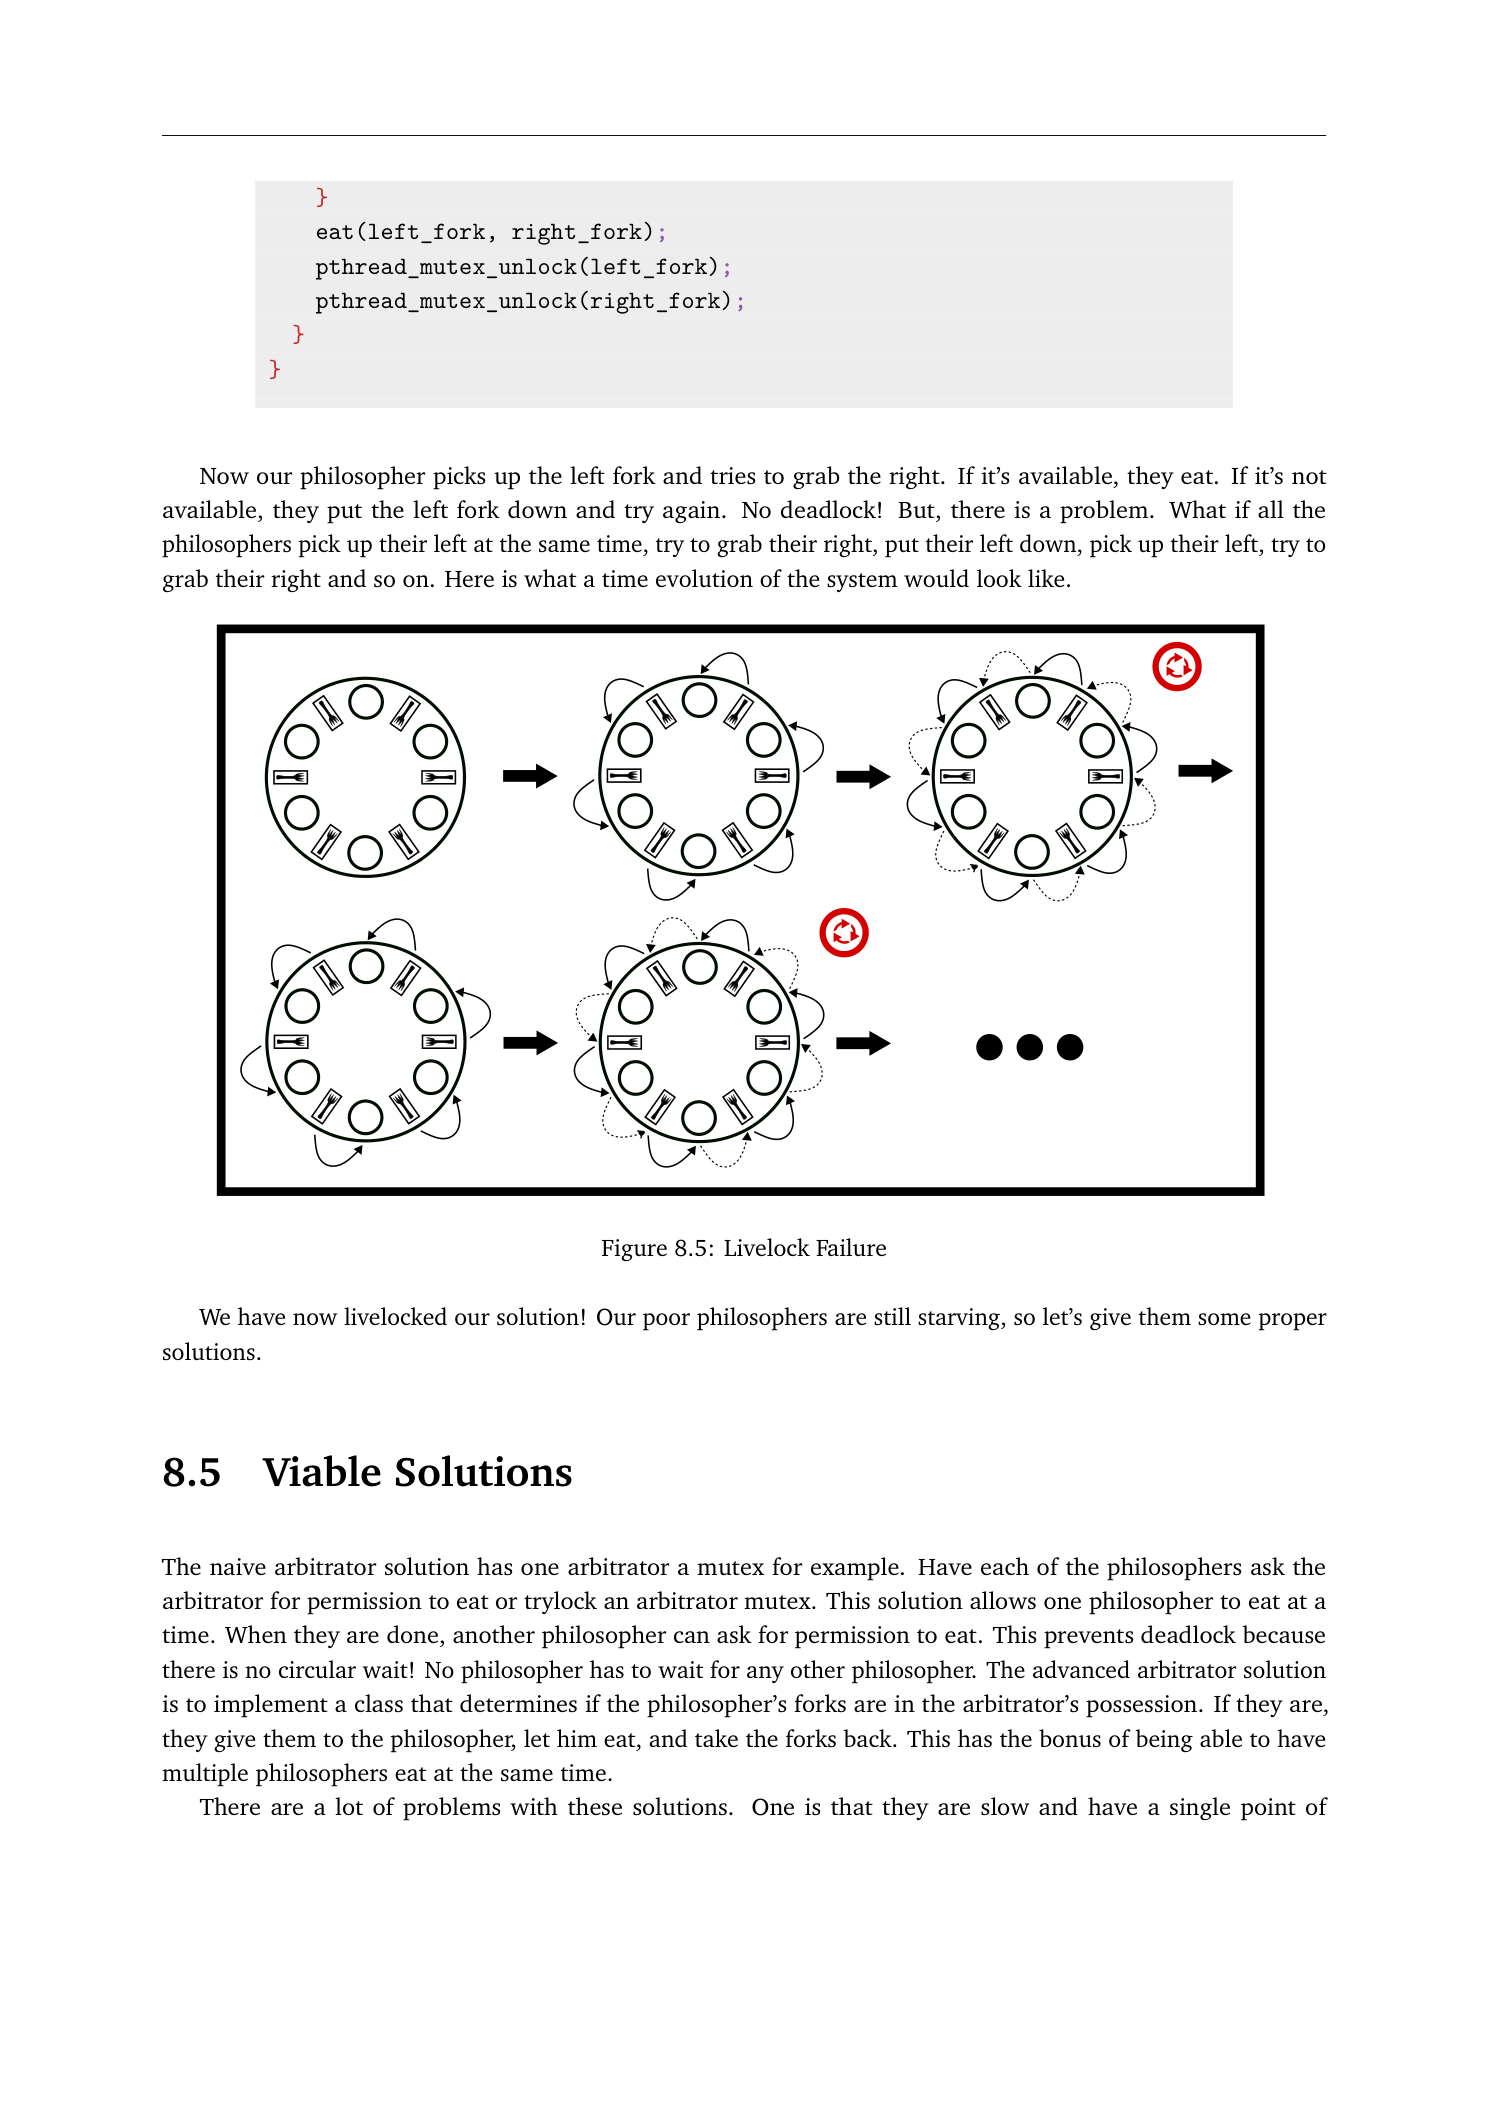 }
eat(left_fork, right_fork);
pthread_mutex_unlock(left_fork);
pthread_mutex_unlock(right_fork);
}
}
Now our philosopher picks up the left fork and tries to grab the right. If it’s available, they eat. If it’s not
available, they put the left fork down and try again. No deadlock! But, there is a problem. What if all the
philosophers pick up their left at the same time, try to grab their right, put their left down, pick up their left, try to
grab their right and so on. Here is what a time evolution of the system would look like.
Figure 8.5: Livelock Failure
We have now livelocked our solution! Our poor philosophers are still starving, so let’s give them some proper
solutions.
8.5 Viable Solutions
The naive arbitrator solution has one arbitrator a mutex for example. Have each of the philosophers ask the
arbitrator for permission to eat or trylock an arbitrator mutex. This solution allows one philosopher to eat at a
time. When they are done, another philosopher can ask for permission to eat. This prevents deadlock because
there is no circular wait! No philosopher has to wait for any other philosopher. The advanced arbitrator solution
is to implement a class that determines if the philosopher’s forks are in the arbitrator’s possession. If they are,
they give them to the philosopher, let him eat, and take the forks back. This has the bonus of being able to have
multiple philosophers eat at the same time.
There are a lot of problems with these solutions. One is that they are slow and have a single point of